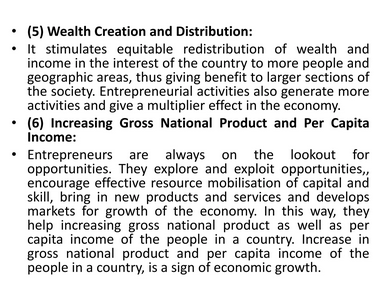 • (5) Wealth Creation and Distribution:
• It stimulates equitable redistribution of wealth and
income in the interest of the country to more people and
geographic areas, thus giving benefit to larger sections of
the society. Entrepreneurial activities also generate more
activities and give a multiplier effect in the economy.
• (6) Increasing Gross National Product and Per Capita
Income:
• Entrepreneurs are always on the lookout for
opportunities. They explore and exploit opportunities,,
encourage effective resource mobilisation of capital and
skill, bring in new products and services and develops
markets for growth of the economy. In this way, they
help increasing gross national product as well as per
capita income of the people in a country. Increase in
gross national product and per capita income of the
people in a country, is a sign of economic growth.